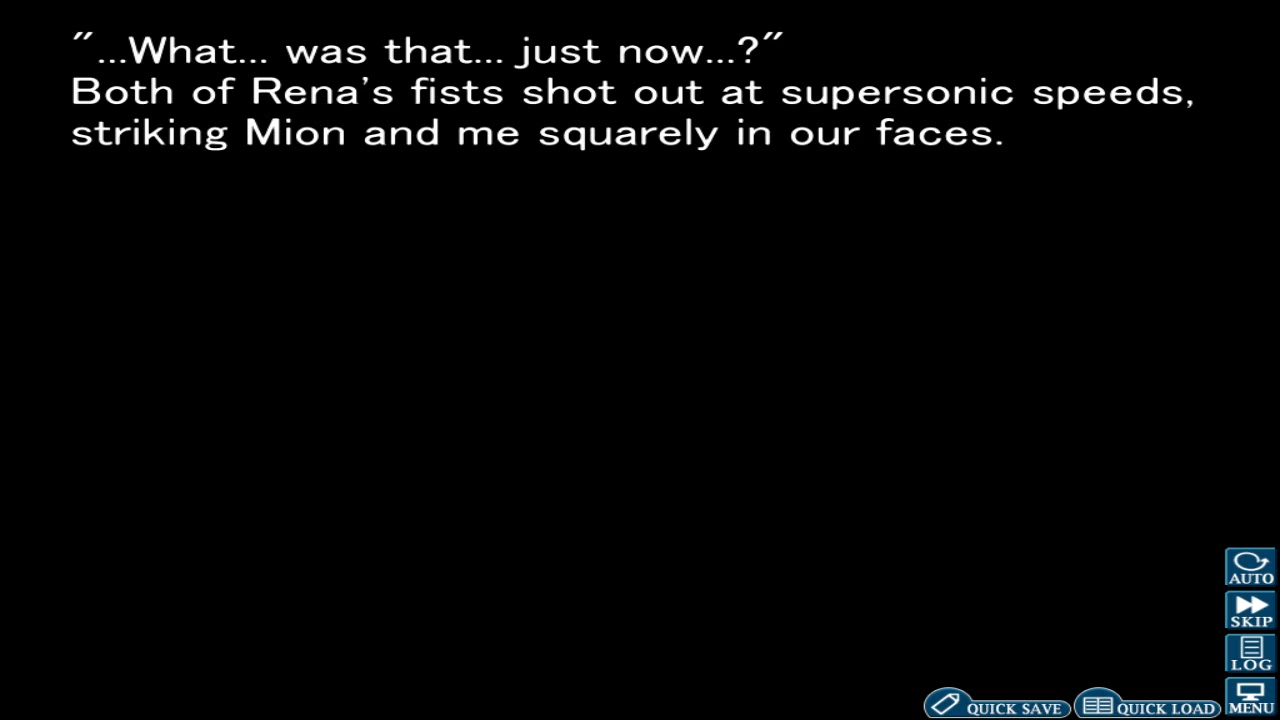 "...What... was that... just now...?"
Both of Rena's fists shot out at supersonic speeds,
striking Mion and me squarely in our faces.
AUTO
SKIP
LOG
MENU
QUICK SAVE
QUICK LOAD